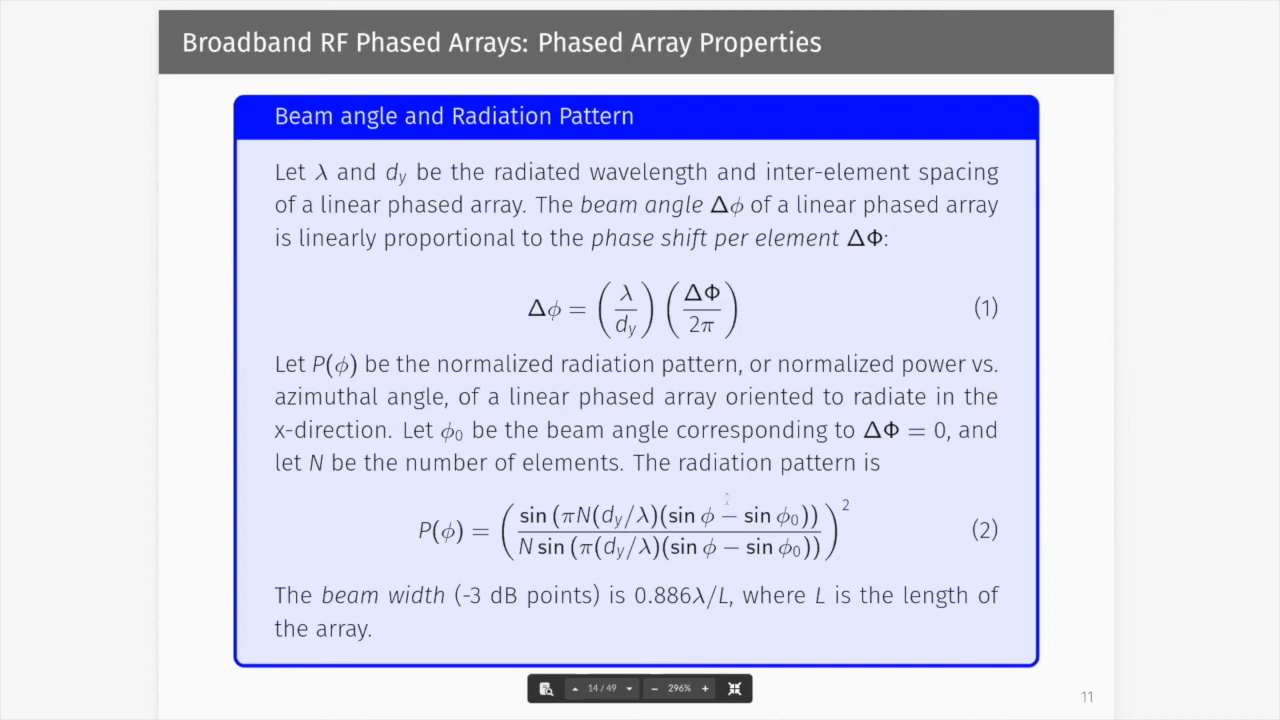 Broadband RF Phased Arrays: Phased Array Properties
Beam angle and Radiation Pattern
Let λ and d_y be the radiated wavelength and inter-element spacing
of a linear phased array. The beam angle Δϕ of a linear phased array
is linearly proportional to the phase shift per element ΔΦ:
Δϕ = (λ/d_y) (ΔΦ/2π) (1)
Let P(ϕ) be the normalized radiation pattern, or normalized power vs.
azimuthal angle, of a linear phased array oriented to radiate in the
x-direction. Let ϕ₀ be the beam angle corresponding to ΔΦ = 0, and
let N be the number of elements. The radiation pattern is
P(ϕ) = (sin (πN(d_y/λ)(sin ϕ − sin ϕ₀)) / N sin (π(d_y/λ)(sin ϕ − sin ϕ₀)))² (2)
The beam width (-3 dB points) is 0.886λ/L, where L is the length of
the array.
14 / 49 − 296% +
11